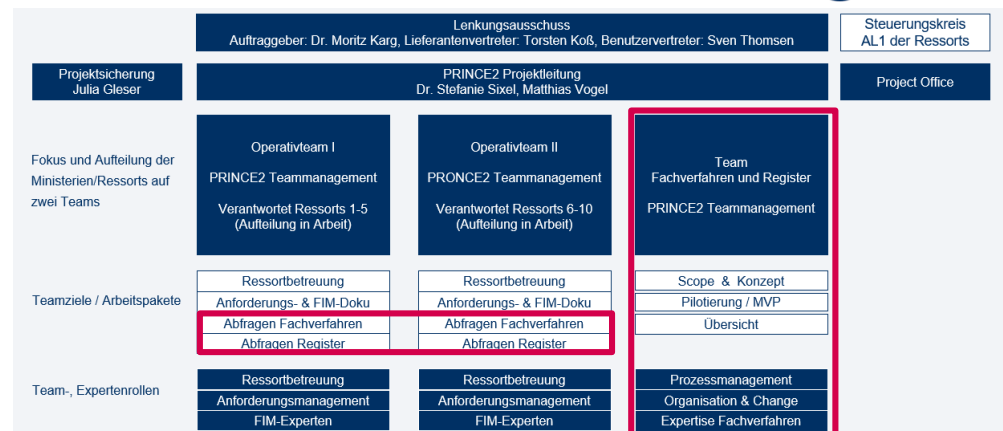 Lenkungsausschuss
Auftraggeber: Dr. Moritz Karg, Lieferantenvertreter: Torsten Koß, Benutzervertreter: Sven Thomsen
Steuerungskreis
AL1 der Ressorts
Projektsicherung
Julia Gleser
PRINCE2 Projektleitung
Dr. Stefanie Sixel, Matthias Vogel
Project Office
Fokus und Aufteilung der
Ministerien/Ressorts auf
zwei Teams
Operativteam I
PRINCE2 Teammanagement
Verantwortet Ressorts 1-5
(Aufteilung in Arbeit)
Operativteam II
PRONCE2 Teammanagement
Verantwortet Ressorts 6-10
(Aufteilung in Arbeit)
Team
Fachverfahren und Register
PRINCE2 Teammanagement
Teamziele / Arbeitspakete
Ressortbetreuung
Anforderungs- & FIM-Doku
Abfragen Fachverfahren
Abfragen Register
Ressortbetreuung
Anforderungs- & FIM-Doku
Abfragen Fachverfahren
Abfragen Register
Scope & Konzept
Pilotierung / MVP
Übersicht
Team-, Expertenrollen
Ressortbetreuung
Anforderungsmanagement
FIM-Experten
Ressortbetreuung
Anforderungsmanagement
FIM-Experten
Prozessmanagement
Organisation & Change
Expertise Fachverfahren